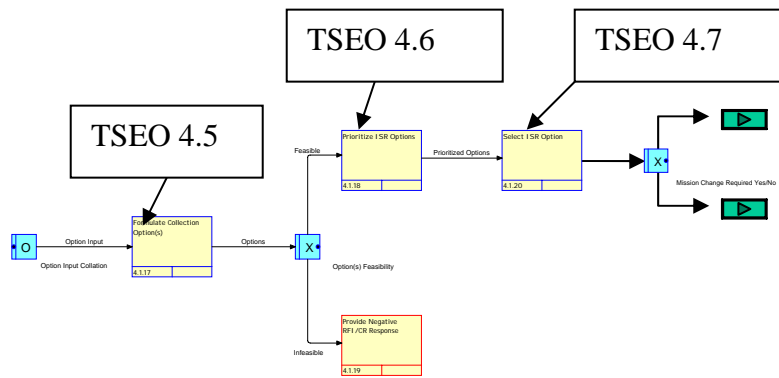 TSEO 4.6
TSEO 4.7
TSEO 4.5
Prioritize ISR Options
4.1.18
Select ISR Option
4.1.20
Feasible
Prioritized Options
X
Mission Change Required Yes/No
Formulate Collection
Option(s)
4.1.17
O
Option Input
Option Input Collation
Options
X
Option(s) Feasibility
Infeasible
Provide Negative
RFI/CR Response
4.1.19